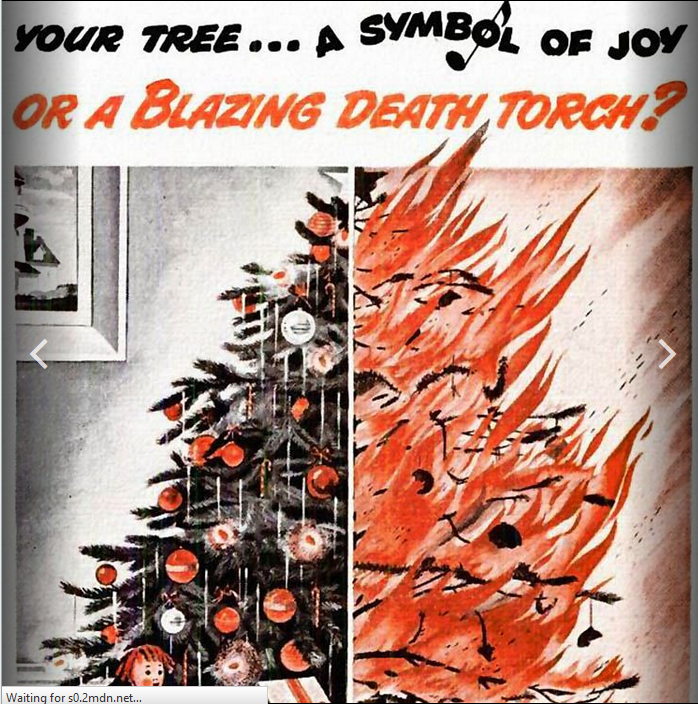 YOUR TREE... A SYMBOL OF JOY
OR A BLAZING DEATH TORCH?
Waiting for s0.2mdn.net...